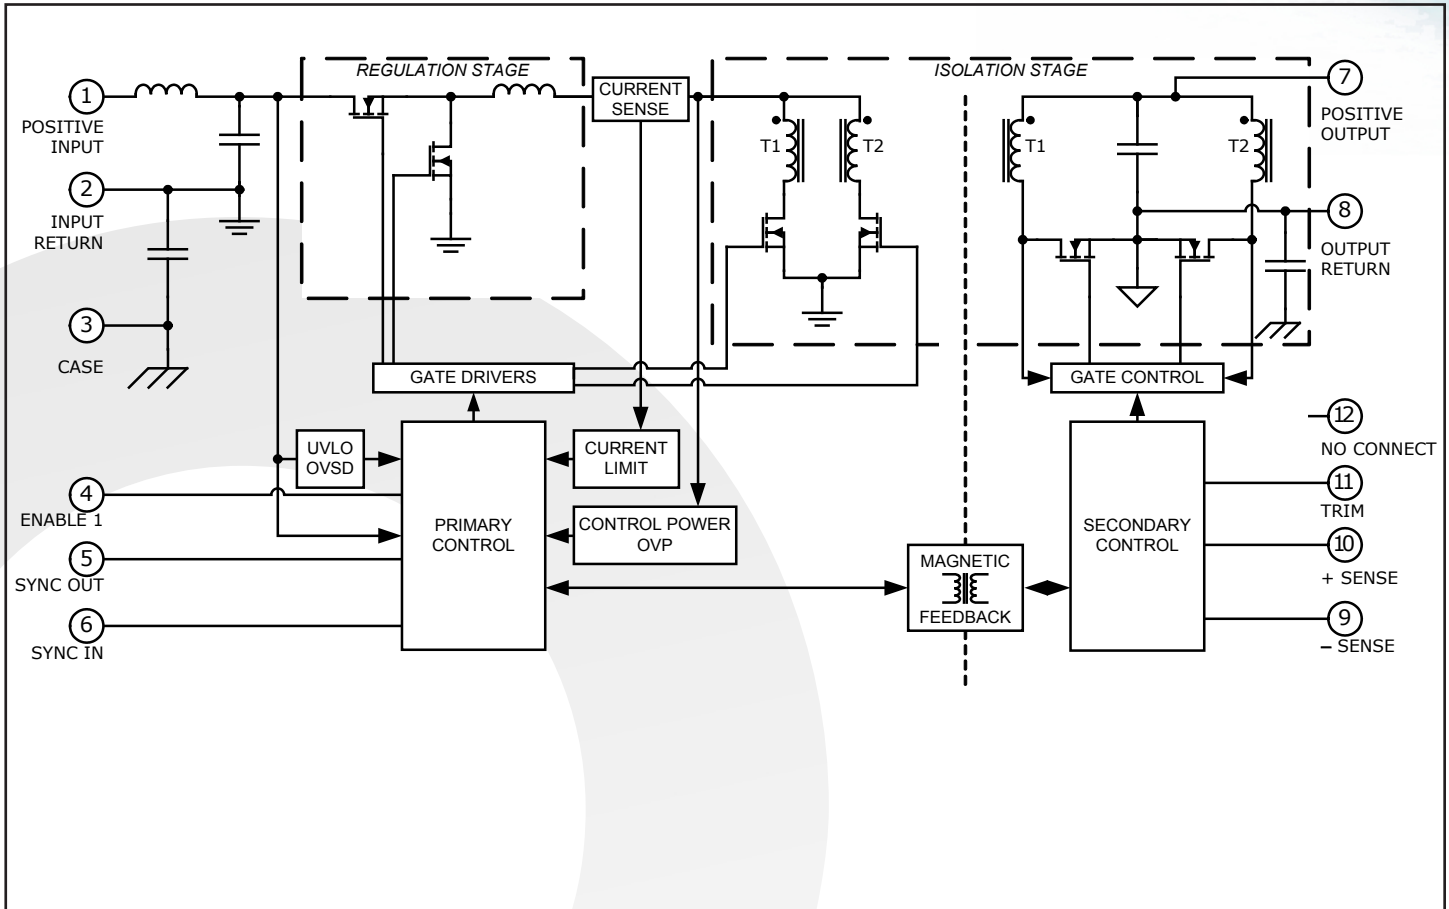 REGULATION STAGE
ISOLATION STAGE
1
POSITIVE
INPUT
CURRENT
SENSE
7
POSITIVE
OUTPUT
T1
T2
T1
T2
2
INPUT
RETURN
8
OUTPUT
RETURN
3
CASE
GATE DRIVERS
GATE CONTROL
12
NO CONNECT
UVLO
OVSD
CURRENT
LIMIT
4
ENABLE 1
11
TRIM
PRIMARY
CONTROL
CONTROL POWER
OVP
SECONDARY
CONTROL
5
SYNC OUT
10
+ SENSE
MAGNETIC
FEEDBACK
6
SYNC IN
9
– SENSE